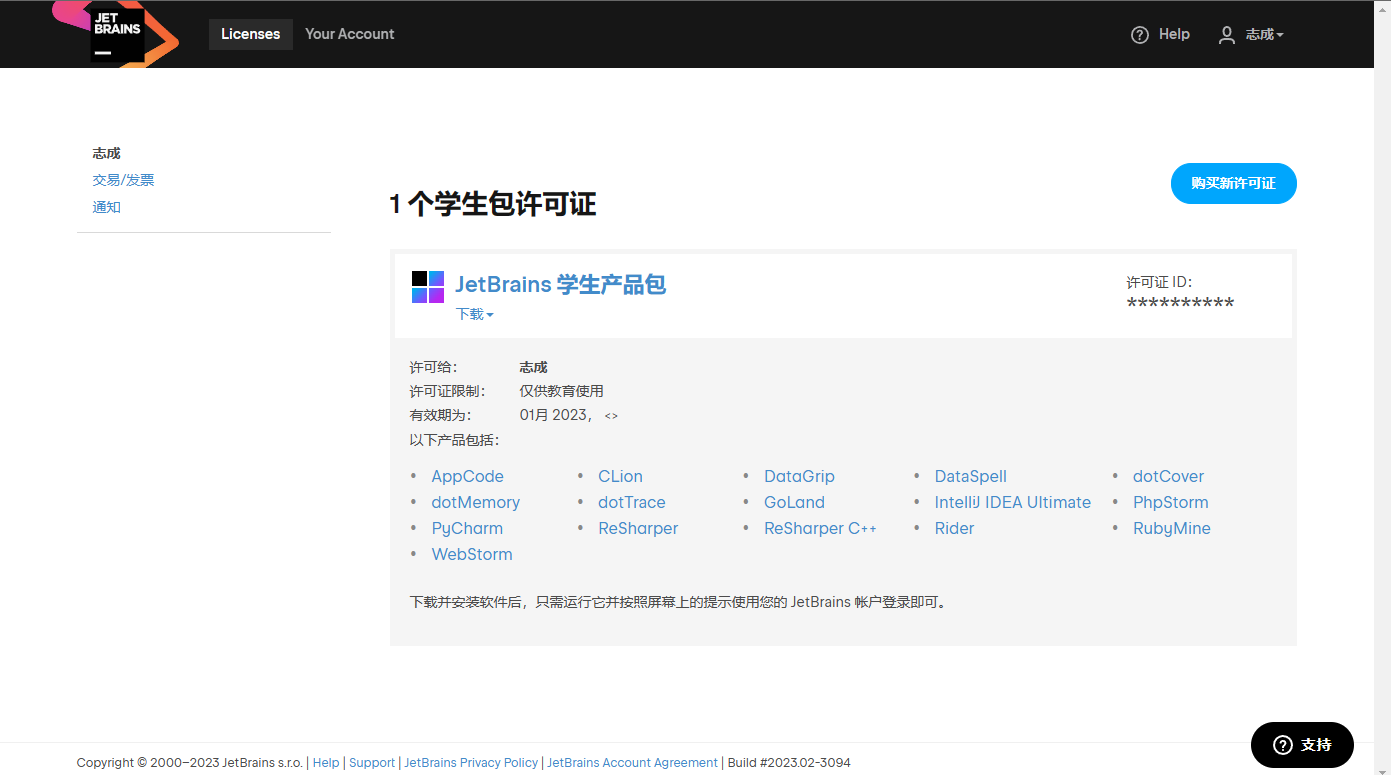 JET
BRAINS
Licenses Your Account Help 志成
志成
交易/发票
通知
1 个学生包许可证
购买新许可证
JetBrains 学生产品包
下载
许可证 ID：
**********
许可给： 志成
许可证限制： 仅供教育使用
有效期为： 01月 2023， <>
以下产品包括：
• AppCode • CLion • DataGrip • DataSpell • dotCover
• dotMemory • dotTrace • GoLand • IntelliJ IDEA Ultimate • PhpStorm
• PyCharm • ReSharper • ReSharper C++ • Rider • RubyMine
• WebStorm
下载并安装软件后，只需运行它并按照屏幕上的提示使用您的 JetBrains 帐户登录即可。
支持
Copyright © 2000–2023 JetBrains s.r.o. | Help | Support | JetBrains Privacy Policy | JetBrains Account Agreement | Build #2023.02-3094